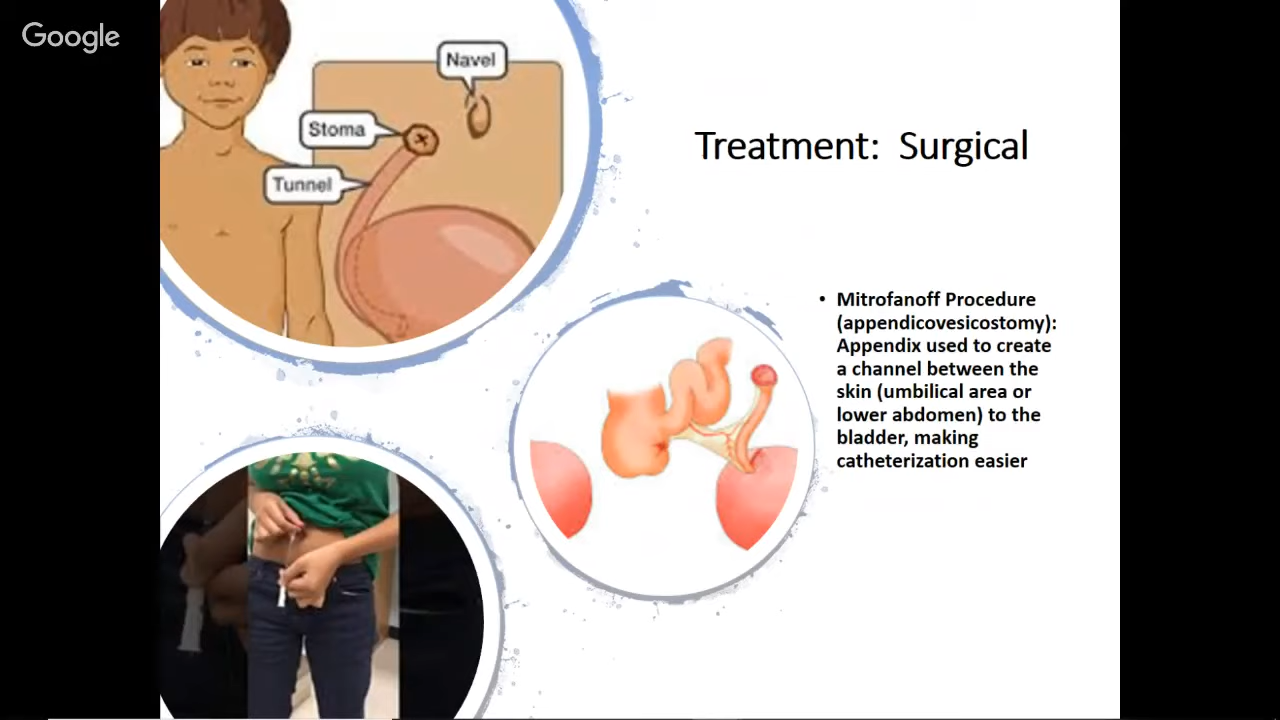 Google
Navel
Stoma
Tunnel
Treatment: Surgical
• Mitrofanoff Procedure
(appendicovesicostomy):
Appendix used to create
a channel between the
skin (umbilical area or
lower abdomen) to the
bladder, making
catheterization easier